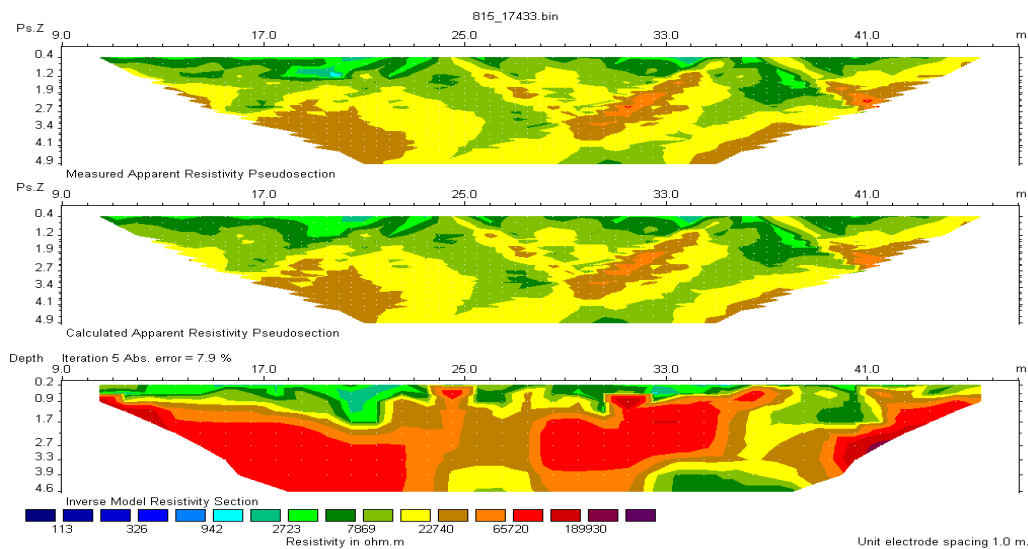 815_17433.bin
Ps.Z 9.0 17.0 25.0 33.0 41.0 m
0.4
1.2
1.9
2.7
3.4
4.1
4.9
Measured Apparent Resistivity Pseudosection
Ps.Z 9.0 17.0 25.0 33.0 41.0 m
0.4
1.2
1.9
2.7
3.4
4.1
4.9
Calculated Apparent Resistivity Pseudosection
Depth Iteration 5 Abs. error = 7.9 %
9.0 17.0 25.0 33.0 41.0 m
0.2
0.9
1.7
2.7
3.3
3.9
4.6
Inverse Model Resistivity Section
113 326 942 2723 7869 22740 65720 189930
Resistivity in ohm.m Unit electrode spacing 1.0 m.